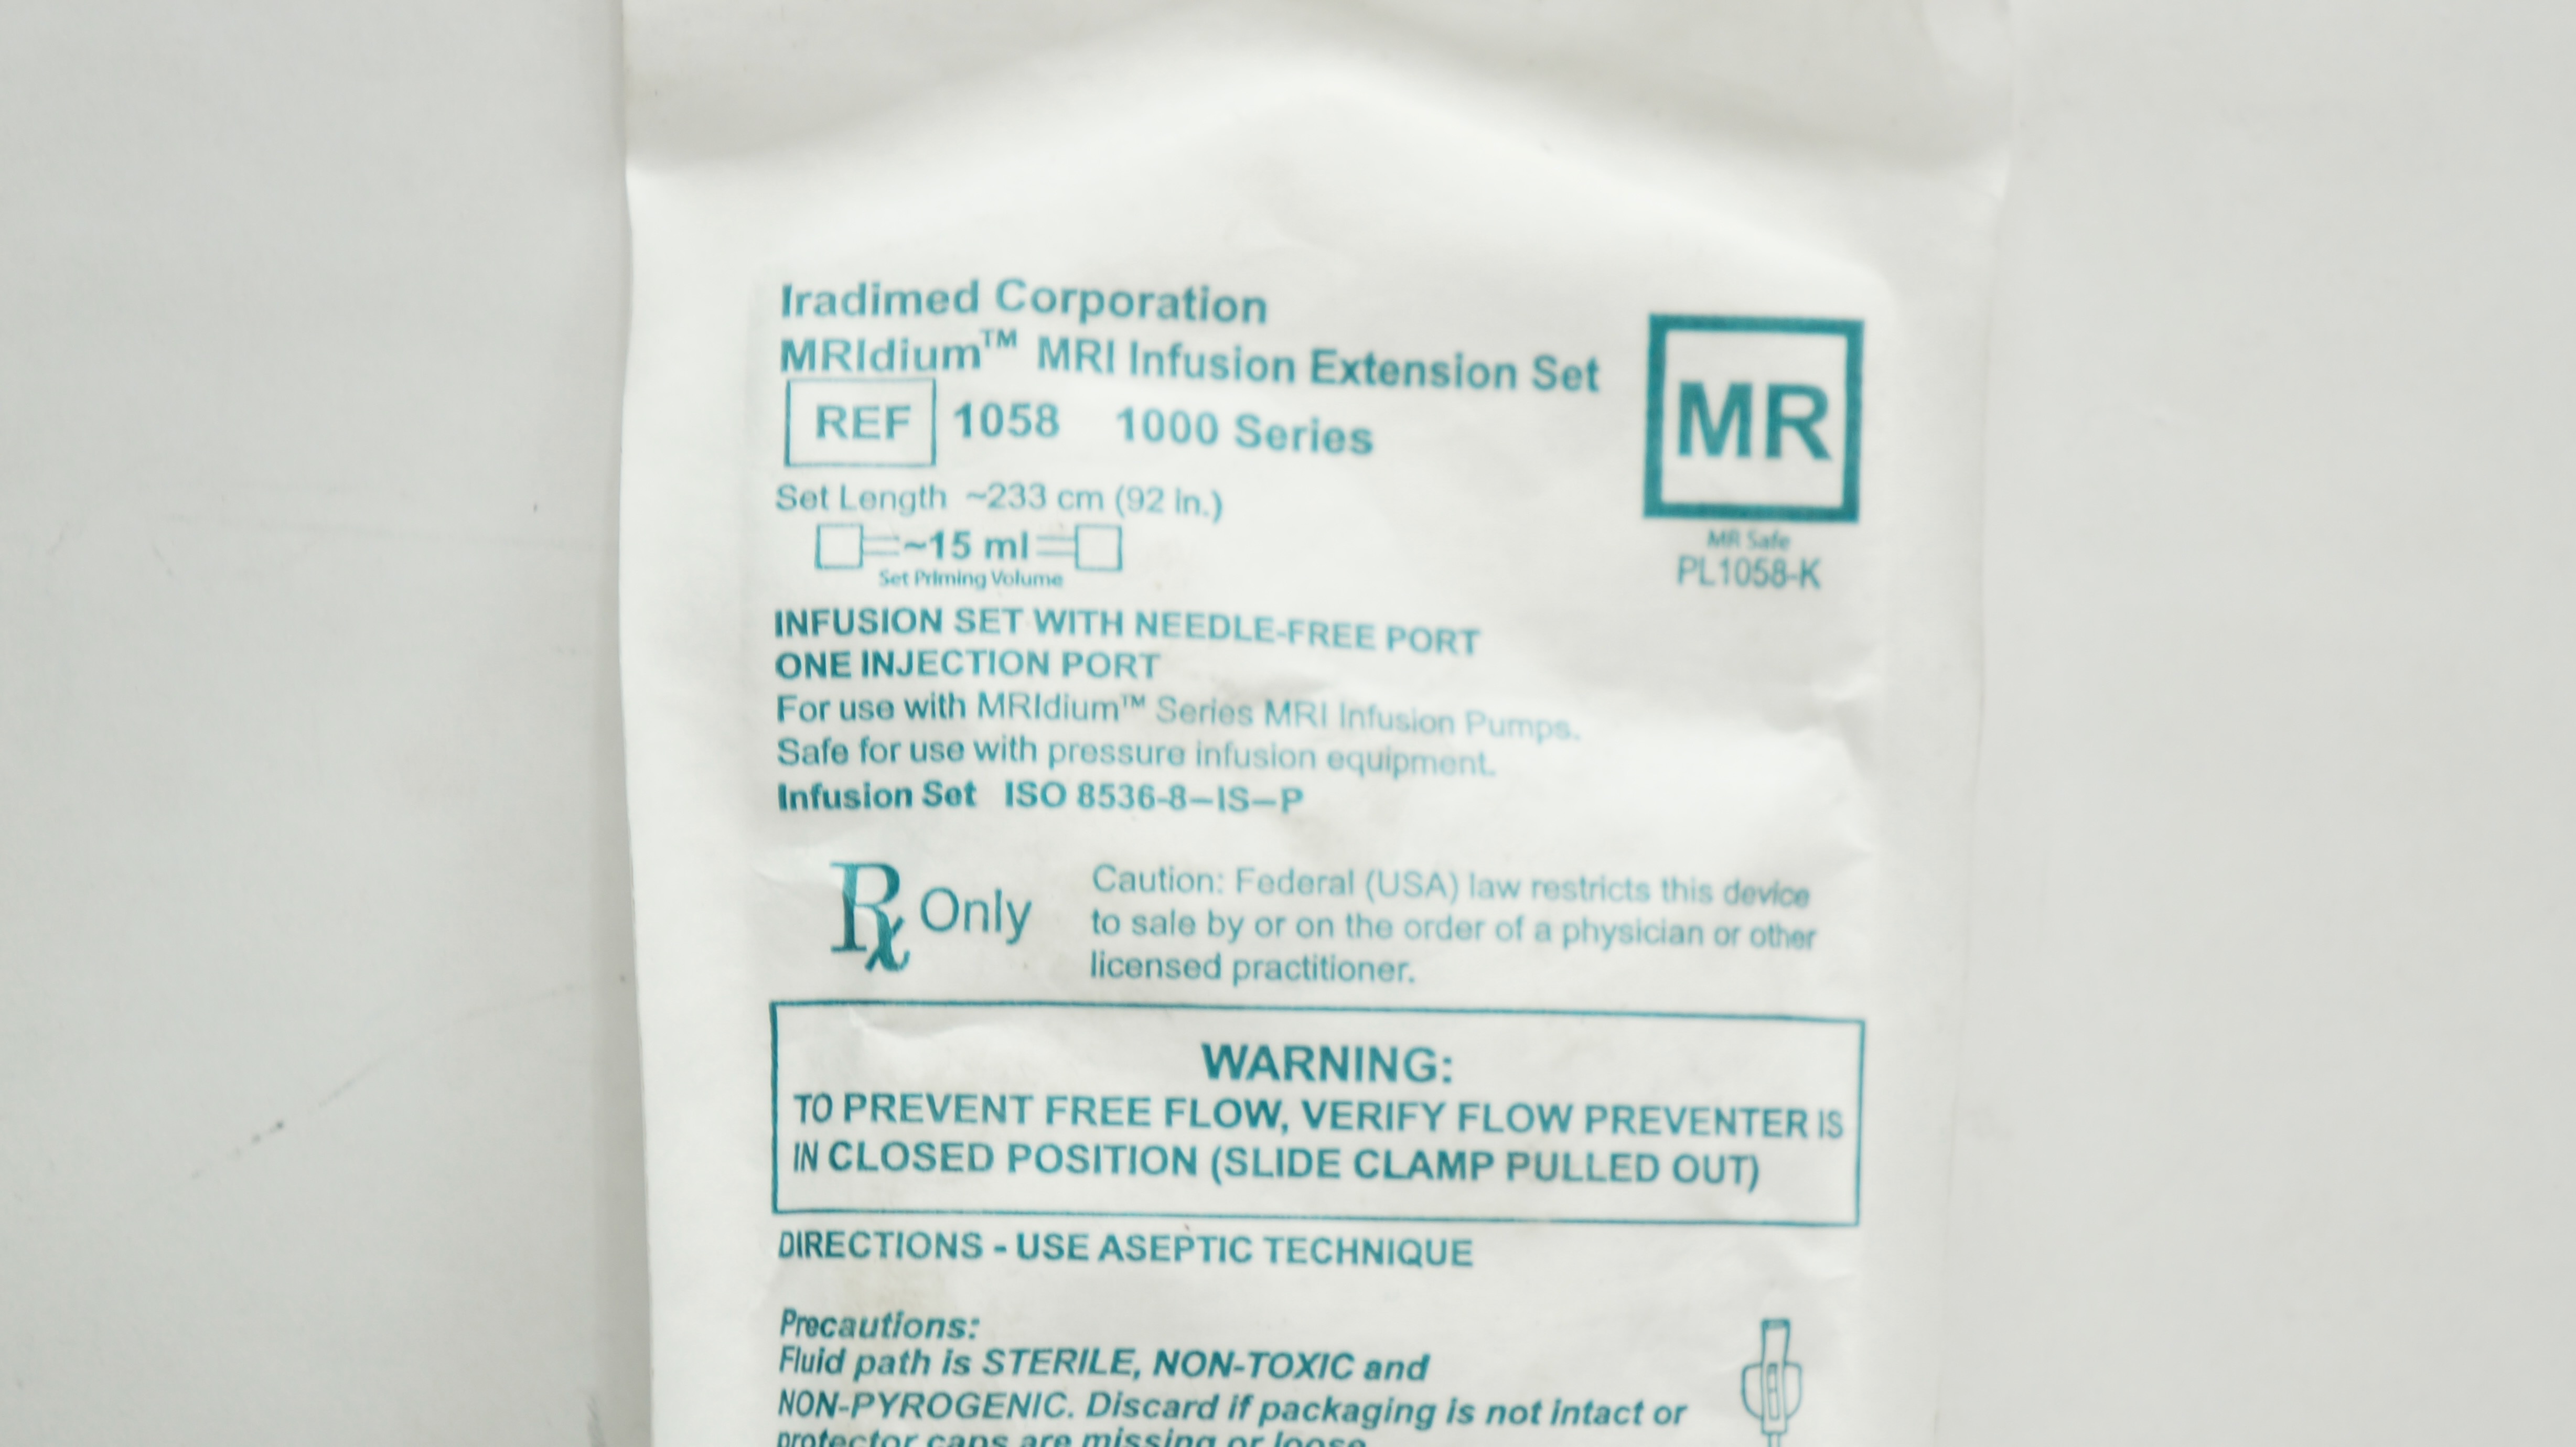 Iradimed Corporation
MRIdium™ MRI Infusion Extension Set
REF 1058 1000 Series
MR
Set Length ~233 cm (92 in.)
~15 ml
Set Priming Volume
MR Safe
PL1058-K
INFUSION SET WITH NEEDLE-FREE PORT
ONE INJECTION PORT
For use with MRIdium™ Series MRI Infusion Pumps.
Safe for use with pressure infusion equipment.
Infusion Set ISO 8536-8–IS–P
Rx Only
Caution: Federal (USA) law restricts this device
to sale by or on the order of a physician or other
licensed practitioner.
WARNING:
TO PREVENT FREE FLOW, VERIFY FLOW PREVENTER IS
IN CLOSED POSITION (SLIDE CLAMP PULLED OUT)
DIRECTIONS - USE ASEPTIC TECHNIQUE
Precautions:
Fluid path is STERILE, NON-TOXIC and
NON-PYROGENIC. Discard if packaging is not intact or
protector caps are missing or loose